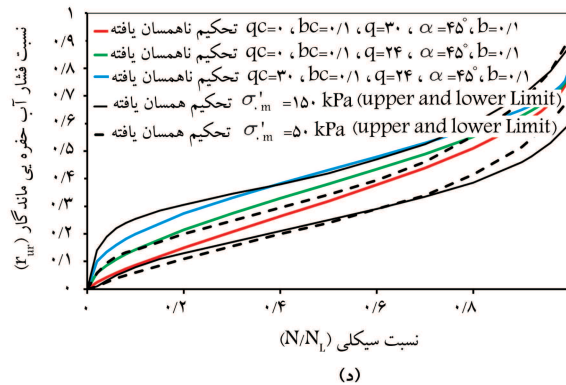 نسبت فشار آب حفره بی ماندگار (r_ur)
۱
۰/۹
۰/۸
۰/۷
۰/۶
۰/۵
۰/۴
۰/۳
۰/۲
۰/۱
۰
تحکیم ناهمسان یافته qc=۰ ، bc=۰/۱ ، q=۳۰ ، α=۴۵°، b=۰/۱
تحکیم ناهمسان یافته qc=۰ ، bc=۰/۱ ، q=۲۴ ، α=۴۵°، b=۰/۱
تحکیم ناهمسان یافته qc=۳۰ ، bc=۰/۱ ، q=۲۴ ، α=۴۵°، b=۰/۱
تحکیم همسان یافته σ'.m =۱۵۰ kPa (upper and lower Limit)
تحکیم همسان یافته σ'.m =۵۰ kPa (upper and lower Limit)
۰ ۰/۲ ۰/۴ ۰/۶ ۰/۸
نسبت سیکلی (N/N_L)
(د)